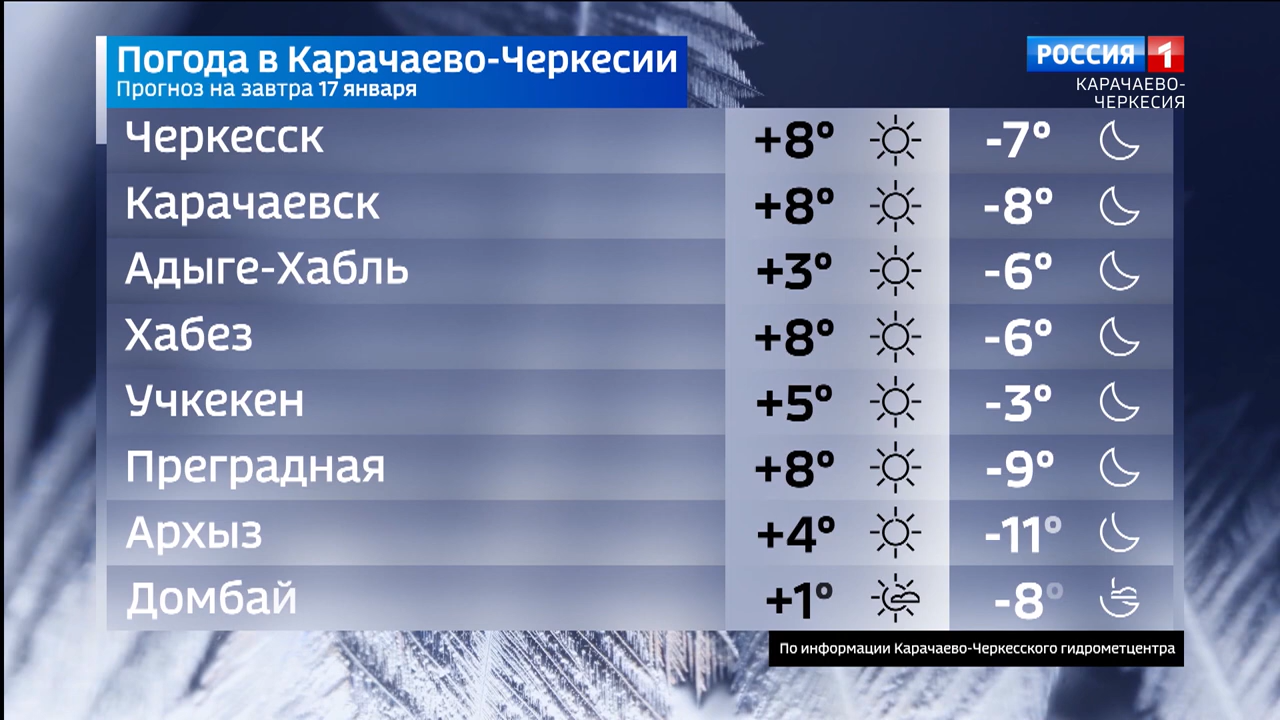 Погода в Карачаево-Черкесии
Прогноз на завтра 17 января
РОССИЯ 1
КАРАЧАЕВО-
ЧЕРКЕСИЯ
Черкесск +8° -7°
Карачаевск +8° -8°
Адыге-Хабль +3° -6°
Хабез +8° -6°
Учкекен +5° -3°
Преградная +8° -9°
Архыз +4° -11°
Домбай +1° -8°
По информации Карачаево-Черкесского гидрометцентра